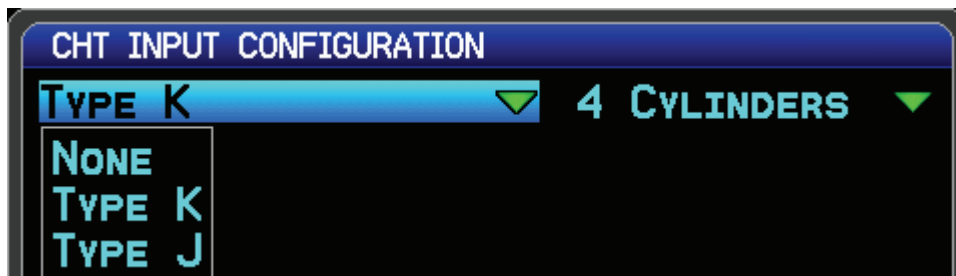 CHT INPUT CONFIGURATION
TYPE K 4 CYLINDERS
NONE
TYPE K
TYPE J